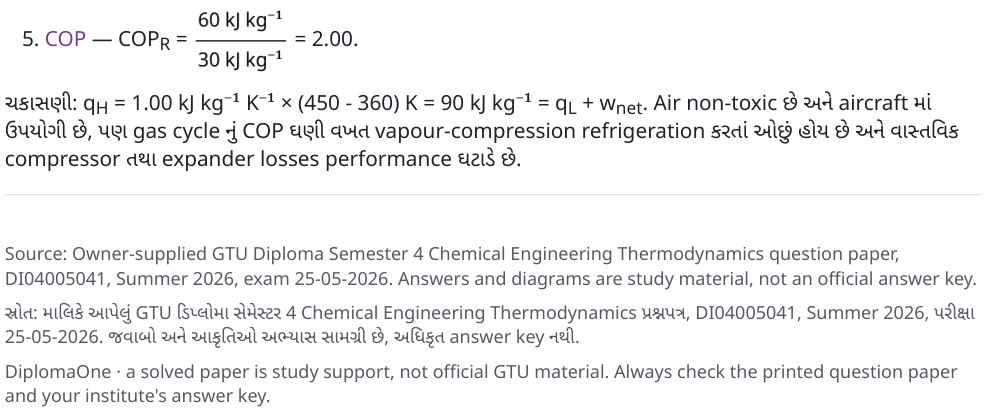 5. COP — COP_R = 60 kJ kg⁻¹ / 30 kJ kg⁻¹ = 2.00.
ચકાસણી: q_H = 1.00 kJ kg⁻¹ K⁻¹ × (450 - 360) K = 90 kJ kg⁻¹ = q_L + w_net. Air non-toxic છે અને aircraft માં
ઉપયોગી છે, પણ gas cycle નું COP ઘણી વખત vapour-compression refrigeration કરતાં ઓછું હોય છે અને વાસ્તવિક
compressor તથા expander losses performance ઘટાડે છે.
Source: Owner-supplied GTU Diploma Semester 4 Chemical Engineering Thermodynamics question paper,
DI04005041, Summer 2026, exam 25-05-2026. Answers and diagrams are study material, not an official answer key.
સ્રોત: માલિકે આપેલું GTU ડિપ્લોમા સેમેસ્ટર 4 Chemical Engineering Thermodynamics પ્રશ્નપત્ર, DI04005041, Summer 2026, પરીક્ષા
25-05-2026. જવાબો અને આકૃતિઓ અભ્યાસ સામગ્રી છે, અધિકૃત answer key નથી.
DiplomaOne · a solved paper is study support, not official GTU material. Always check the printed question paper
and your institute's answer key.